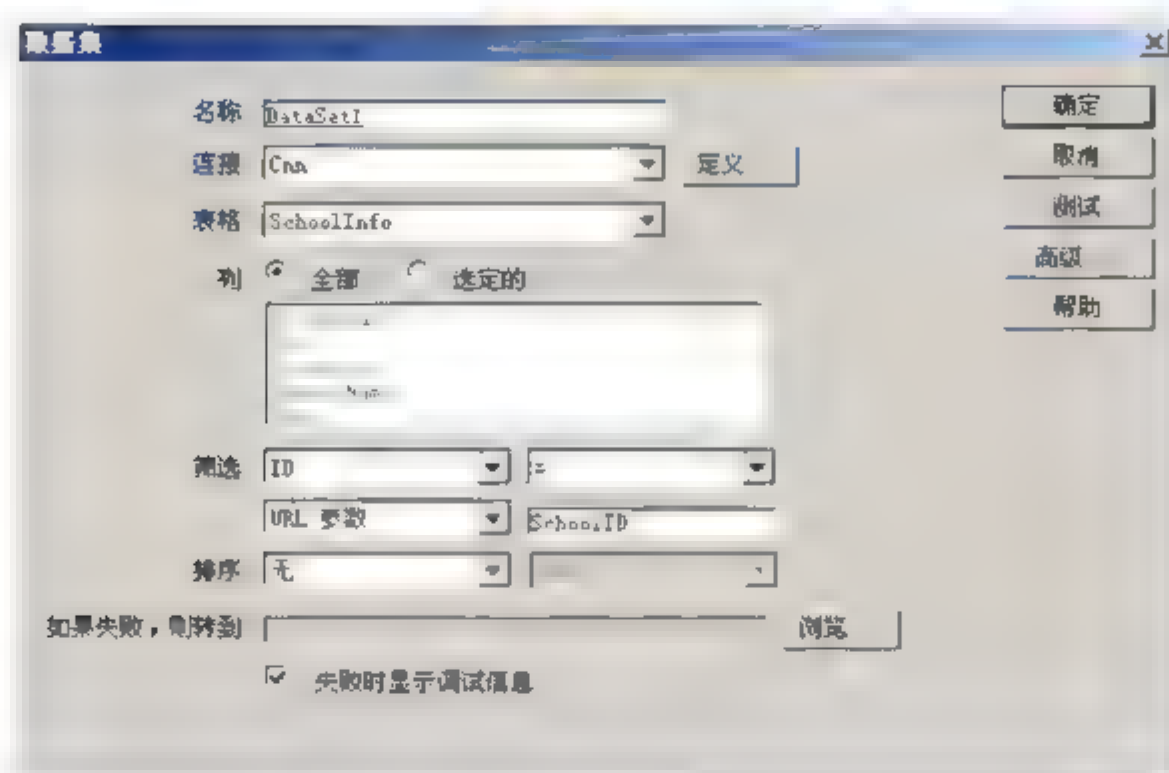 数据集
名称 DataSet1
确定
连接 Cnn 定义
取消
表格 SchoolInfo
测试
列 全部 选定的
高级
帮助
筛选 ID =
URL 参数 SchoolID
排序 无
如果失败,则转到 浏览
失败时显示调试信息